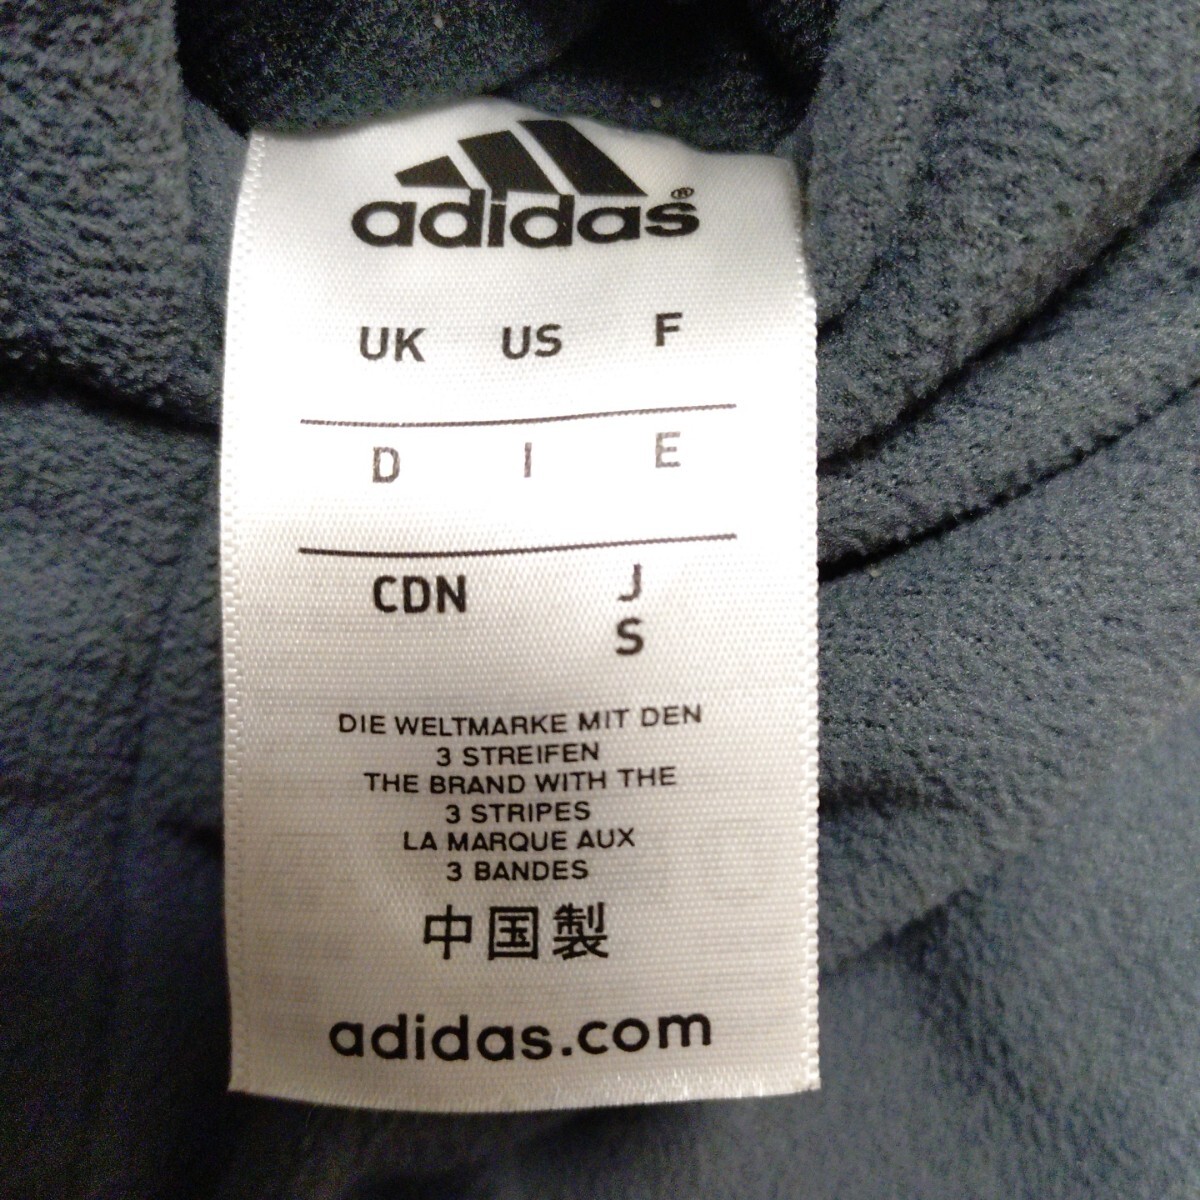 adidas®
UK US F
D I E
CDN J
S
DIE WELTMARKE MIT DEN
3 STREIFEN
THE BRAND WITH THE
3 STRIPES
LA MARQUE AUX
3 BANDES
中国製
adidas.com